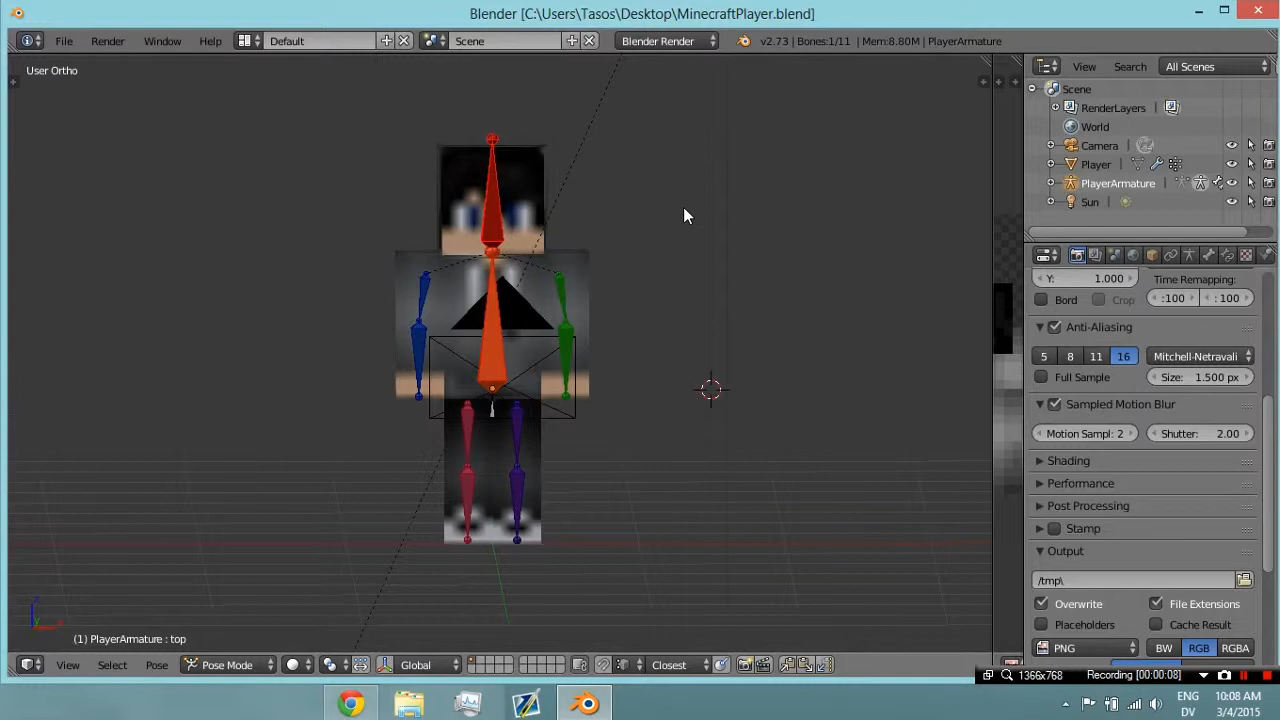 Blender [C:\Users\Tasos\Desktop\MinecraftPlayer.blend]
File Render Window Help Default Scene Blender Render v2.73 | Bones:1/11 | Mem:8.80M | PlayerArmature
User Ortho
View Search All Scenes
Scene
RenderLayers
World
Camera
Player
PlayerArmature
Sun
Y: 1.000 Time Remapping:
Bord Crop :100 : 100
Anti-Aliasing
5 8 11 16 Mitchell-Netravali
Full Sample Size: 1.500 px
Sampled Motion Blur
Motion Sampl: 2 Shutter: 2.00
Shading
Performance
Post Processing
Stamp
Output
/tmp\
Overwrite File Extensions
Placeholders Cache Result
PNG BW RGB RGBA
(1) PlayerArmature : top
View Select Pose Pose Mode Global Closest
1366x768 Recording [00:00:08]
ENG 10:08 AM
DV 3/4/2015